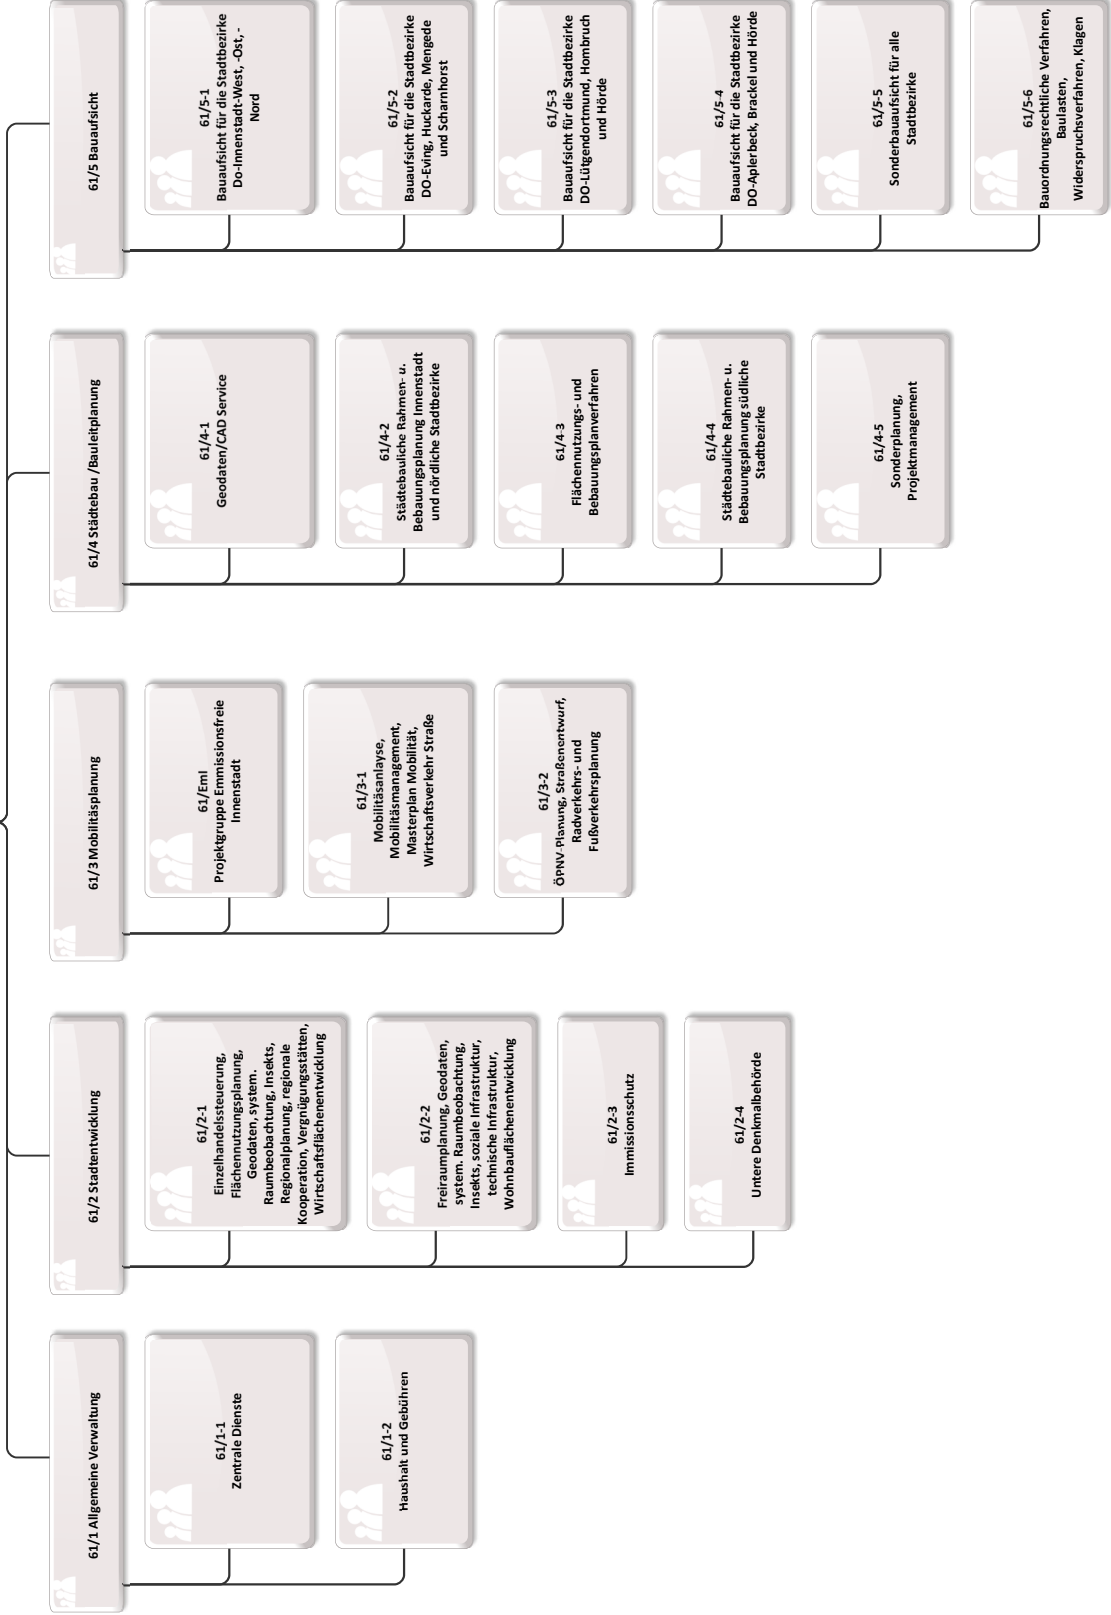 61/1 Allgemeine Verwaltung
61/1-1
Zentrale Dienste
61/1-2
Haushalt und Gebühren
61/2 Stadtentwicklung
61/2-1
Einzelhandelssteuerung,
Flächennutzungsplanung,
Geodaten, system.
Raumbeobachtung, Insekts,
Regionalplanung, regionale
Kooperation, Vergnügungsstätten,
Wirtschaftsflächenentwicklung
61/2-2
Freiraumplanung, Geodaten,
system. Raumbeobachtung,
Insekts, soziale Infrastruktur,
technische Infrastruktur,
Wohnbauflächenentwicklung
61/2-3
Immissionsschutz
61/2-4
Untere Denkmalbehörde
61/3 Mobilitätsplanung
61/EmI
Projektgruppe Emmissionsfreie
Innenstadt
61/3-1
Mobilitäsanlayse,
Mobilitäsmanagement,
Masterplan Mobilität,
Wirtschaftsverkehr Straße
61/3-2
ÖPNV-Planung, Straßenentwurf,
Radverkehrs- und
Fußverkehrsplanung
61/4 Städtebau /Bauleitplanung
61/4-1
Geodaten/CAD Service
61/4-2
Städtebauliche Rahmen- u.
Bebauungsplanung Innenstadt
und nördliche Stadtbezirke
61/4-3
Flächennutzungs- und
Bebauungsplanverfahren
61/4-4
Städtebauliche Rahmen- u.
Bebauungsplanung südliche
Stadtbezirke
61/4-5
Sonderplanung,
Projektmanagement
61/5 Bauaufsicht
61/5-1
Bauaufsicht für die Stadtbezirke
Do-Innenstadt-West, -Ost, -
Nord
61/5-2
Bauaufsicht für die Stadtbezirke
DO-Eving, Huckarde, Mengede
und Scharnhorst
61/5-3
Bauaufsicht für die Stadtbezirke
DO-Lütgendortmund, Hombruch
und Hörde
61/5-4
Bauaufsicht für die Stadtbezirke
DO-Aplerbeck, Brackel und Hörde
61/5-5
Sonderbauaufsicht für alle
Stadtbezirke
61/5-6
Bauordnungsrechtliche Verfahren,
Baulasten,
Widerspruchsverfahren, Klagen